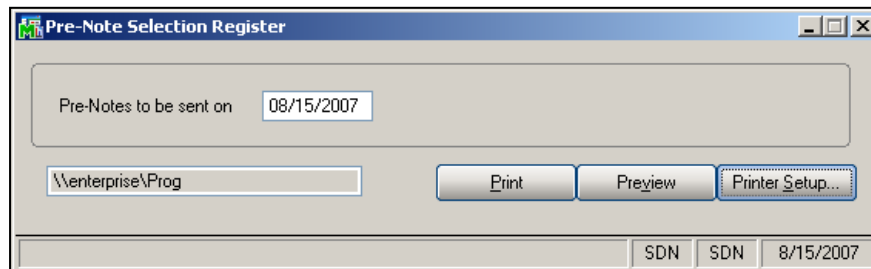 Pre-Note Selection Register
Pre-Notes to be sent on 08/15/2007
\\enterprise\Prog Print Preview Printer Setup...
SDN SDN 8/15/2007